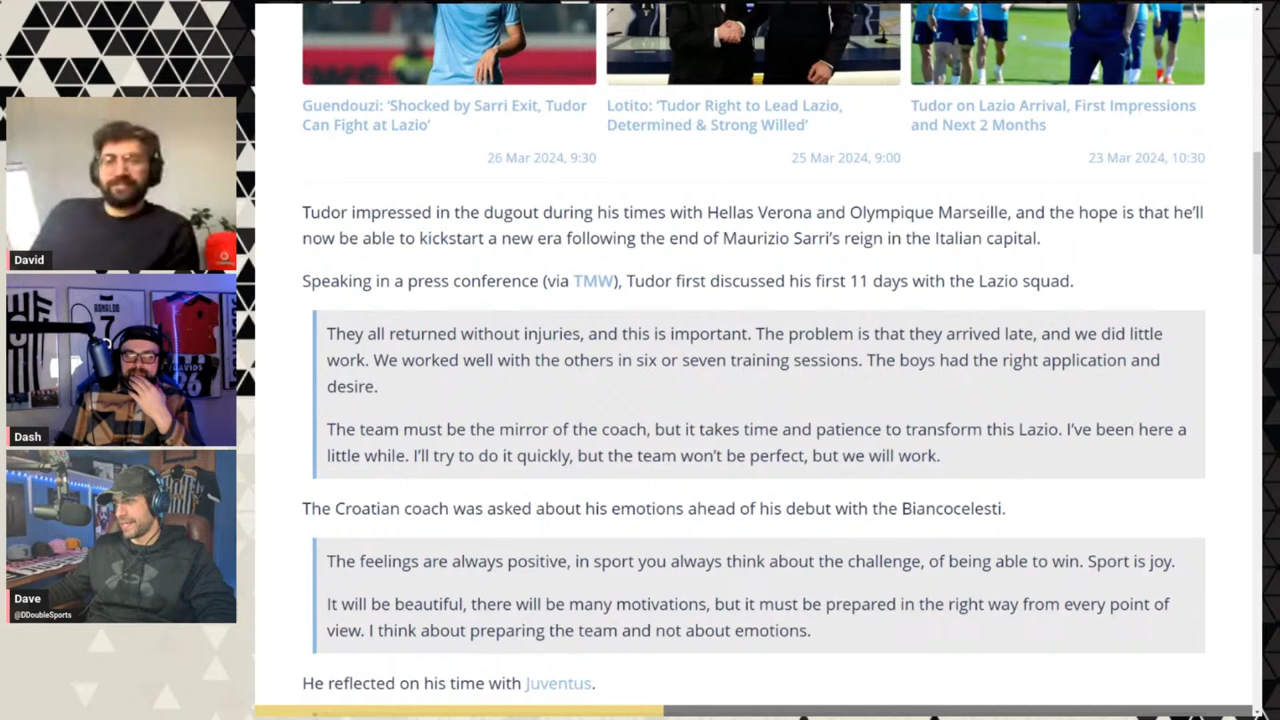 Guendouzi: ‘Shocked by Sarri Exit, Tudor
Can Fight at Lazio’
26 Mar 2024, 9:30
Lotito: ‘Tudor Right to Lead Lazio,
Determined & Strong Willed’
25 Mar 2024, 9:00
Tudor on Lazio Arrival, First Impressions
and Next 2 Months
23 Mar 2024, 10:30
Tudor impressed in the dugout during his times with Hellas Verona and Olympique Marseille, and the hope is that he’ll
now be able to kickstart a new era following the end of Maurizio Sarri’s reign in the Italian capital.
Speaking in a press conference (via TMW), Tudor first discussed his first 11 days with the Lazio squad.
They all returned without injuries, and this is important. The problem is that they arrived late, and we did little
work. We worked well with the others in six or seven training sessions. The boys had the right application and
desire.
The team must be the mirror of the coach, but it takes time and patience to transform this Lazio. I’ve been here a
little while. I’ll try to do it quickly, but the team won’t be perfect, but we will work.
The Croatian coach was asked about his emotions ahead of his debut with the Biancocelesti.
The feelings are always positive, in sport you always think about the challenge, of being able to win. Sport is joy.
It will be beautiful, there will be many motivations, but it must be prepared in the right way from every point of
view. I think about preparing the team and not about emotions.
He reflected on his time with Juventus.
David
RONALDO
7
DAVIDS
26
Dash
Dave
@DDoubleSports